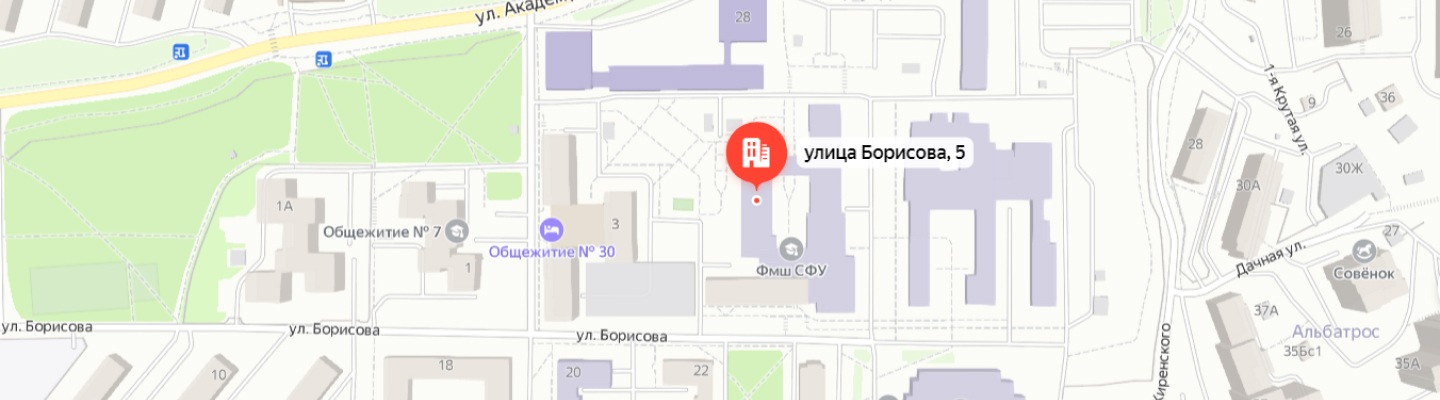 ул. Академ
28
26
1-я Крутая ул.
9
36
улица Борисова, 5
28
30Ж
30А
1А
3
Общежитие № 7
Общежитие № 30
27
Дачная ул.
1
Фмш СФУ
Совёнок
37А
ул. Борисова
ул. Борисова
ул. Борисова
Альбатрос
Киренского
35Бс1
35А
18
20
22
10